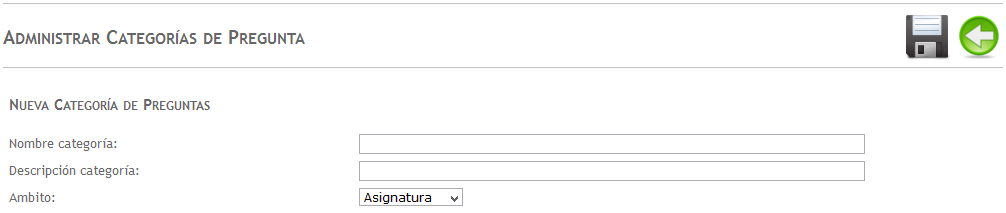 Administrar Categorías de Pregunta
Nueva Categoría de Preguntas
Nombre categoría:
Descripción categoría:
Ambito: Asignatura